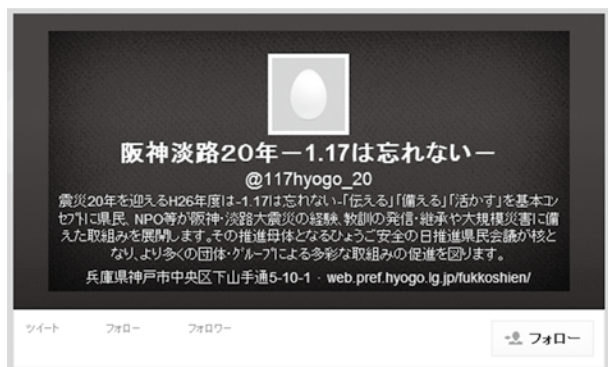 阪神淡路20年ー1.17は忘れないー
@117hyogo_20
震災20年を迎えるH26年度は-1.17は忘れない-「伝える」「備える」「活かす」を基本コン
セプトに県民、NPO等が阪神・淡路大震災の経験、教訓の発信・継承や大規模災害に備
えた取組みを展開します。その推進母体となるひょうご安全の日推進県民会議が核と
なり、より多くの団体・グループによる多彩な取組みの促進を図ります。
兵庫県神戸市中央区下山手通5-10-1 · web.pref.hyogo.lg.jp/fukkoshien/
ツイート フォロー フォロワー
フォロー